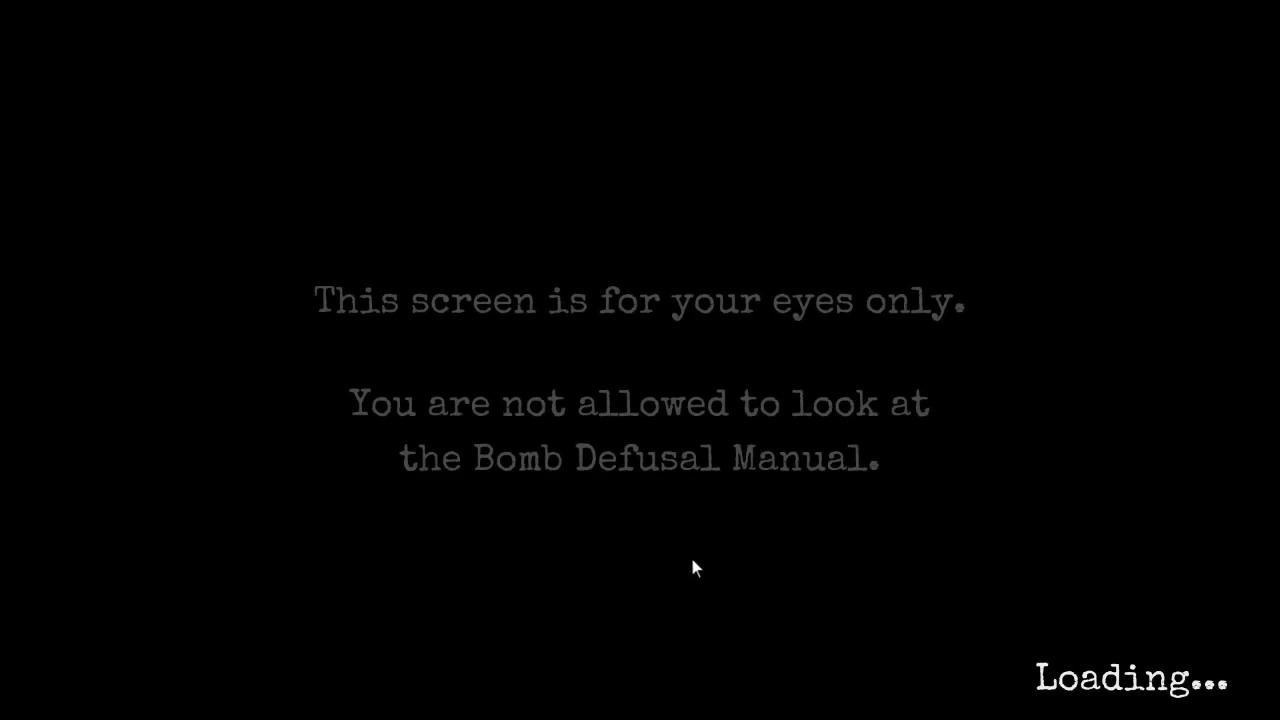 This screen is for your eyes only.
You are not allowed to look at
the Bomb Defusal Manual.
Loading...